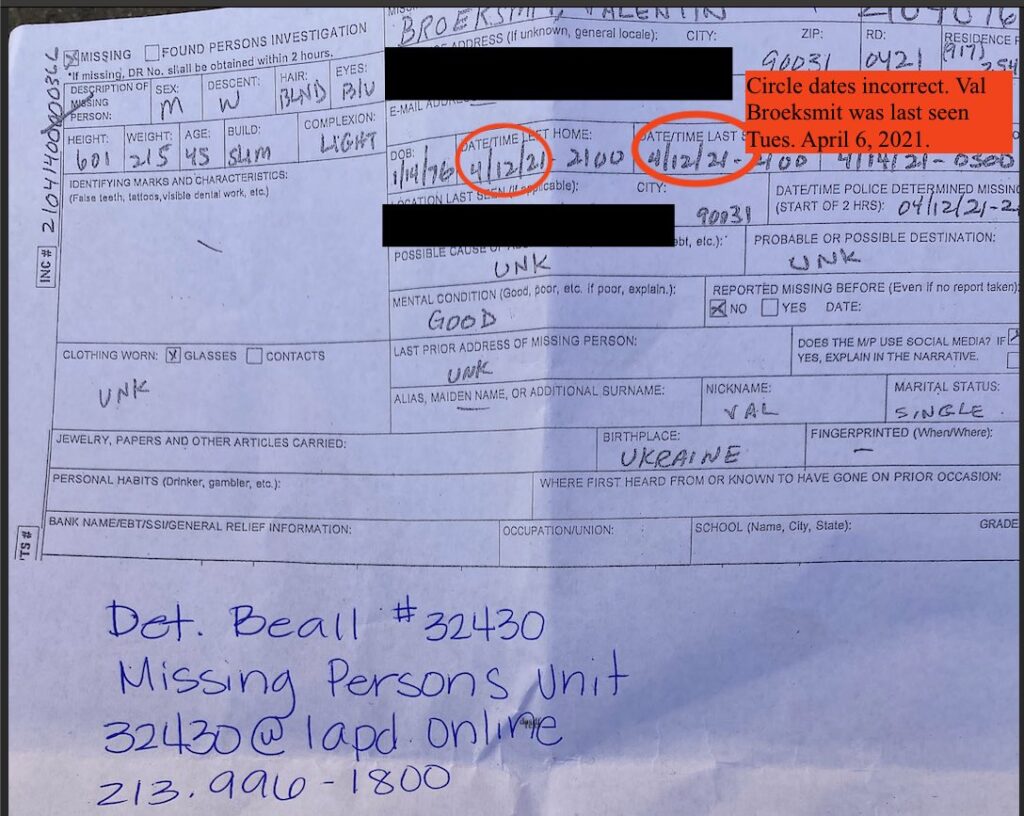 BROERSMIT, VALENTIN
ADDRESS (If unknown, general locale): CITY: ZIP: RD: RESIDENCE
90031 0421 (917)
254
☒ MISSING ☐ FOUND PERSONS INVESTIGATION
*If missing, DR No. shall be obtained within 2 hours.
DESCRIPTION OF MISSING PERSON: SEX: M DESCENT: W HAIR: BLND EYES: BLU
E-MAIL ADDRESS
HEIGHT: 601 WEIGHT: 215 AGE: 45 BUILD: SLIM COMPLEXION: LIGHT
DOB: 1/14/76 DATE/TIME LEFT HOME: 4/12/21 - 2100 DATE/TIME LAST S 4/12/21 - 400 4/14/21 - 0300
Circle dates incorrect. Val
Broeksmit was last seen
Tues. April 6, 2021.
IDENTIFYING MARKS AND CHARACTERISTICS:
(False teeth, tattoos, visible dental work, etc.)
LOCATION LAST SEEN (If applicable): CITY:
90031
DATE/TIME POLICE DETERMINED MISSING
(START OF 2 HRS): 04/12/21-2
INC # 210414000
POSSIBLE CAUSE OF debt, etc.):
UNK
PROBABLE OR POSSIBLE DESTINATION:
UNK
MENTAL CONDITION (Good, poor, etc. if poor, explain.):
GOOD
REPORTED MISSING BEFORE (Even if no report taken)
☒ NO ☐ YES DATE:
CLOTHING WORN: ☒ GLASSES ☐ CONTACTS
UNK
LAST PRIOR ADDRESS OF MISSING PERSON:
UNK
DOES THE M/P USE SOCIAL MEDIA? IF
YES, EXPLAIN IN THE NARRATIVE.
ALIAS, MAIDEN NAME, OR ADDITIONAL SURNAME:
NICKNAME:
VAL
MARITAL STATUS:
SINGLE
JEWELRY, PAPERS AND OTHER ARTICLES CARRIED:
BIRTHPLACE:
UKRAINE
FINGERPRINTED (When/Where):
PERSONAL HABITS (Drinker, gambler, etc.):
WHERE FIRST HEARD FROM OR KNOWN TO HAVE GONE ON PRIOR OCCASION:
BANK NAME/EBT/SSI/GENERAL RELIEF INFORMATION:
OCCUPATION/UNION:
SCHOOL (Name, City, State): GRADE
TS #
Det. Beall #32430
Missing Persons Unit
32430@lapd.online
213.996-1800